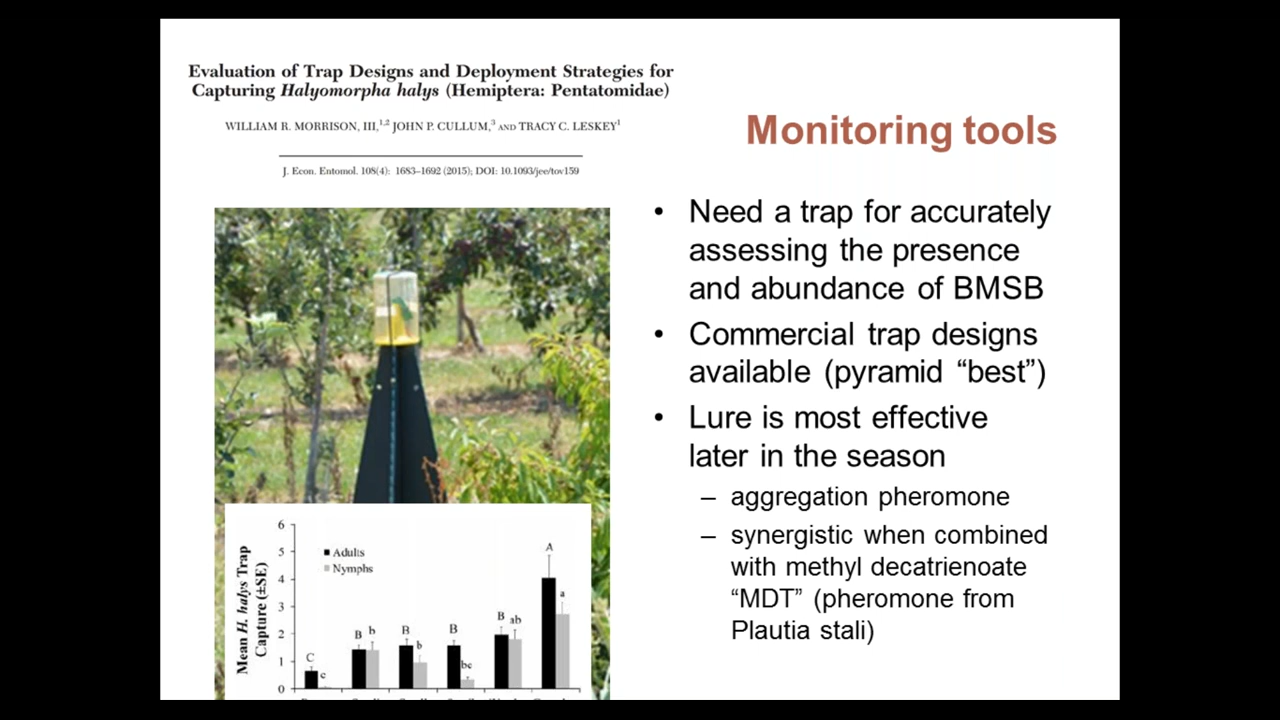 Evaluation of Trap Designs and Deployment Strategies for
Capturing Halyomorpha halys (Hemiptera: Pentatomidae)
WILLIAM R. MORRISON, III,1,2 JOHN P. CULLUM,3 AND TRACY C. LESKEY1
J. Econ. Entomol. 108(4): 1683–1692 (2015); DOI: 10.1093/jee/tov159
Monitoring tools
• Need a trap for accurately
assessing the presence
and abundance of BMSB
• Commercial trap designs
available (pyramid “best”)
• Lure is most effective
later in the season
– aggregation pheromone
– synergistic when combined
with methyl decatrienoate
“MDT” (pheromone from
Plautia stali)
Mean H. halys Trap
Capture (±SE)
6
5
4
3
2
1
0
Adults
Nymphs
C c B b B b B bc B ab A a